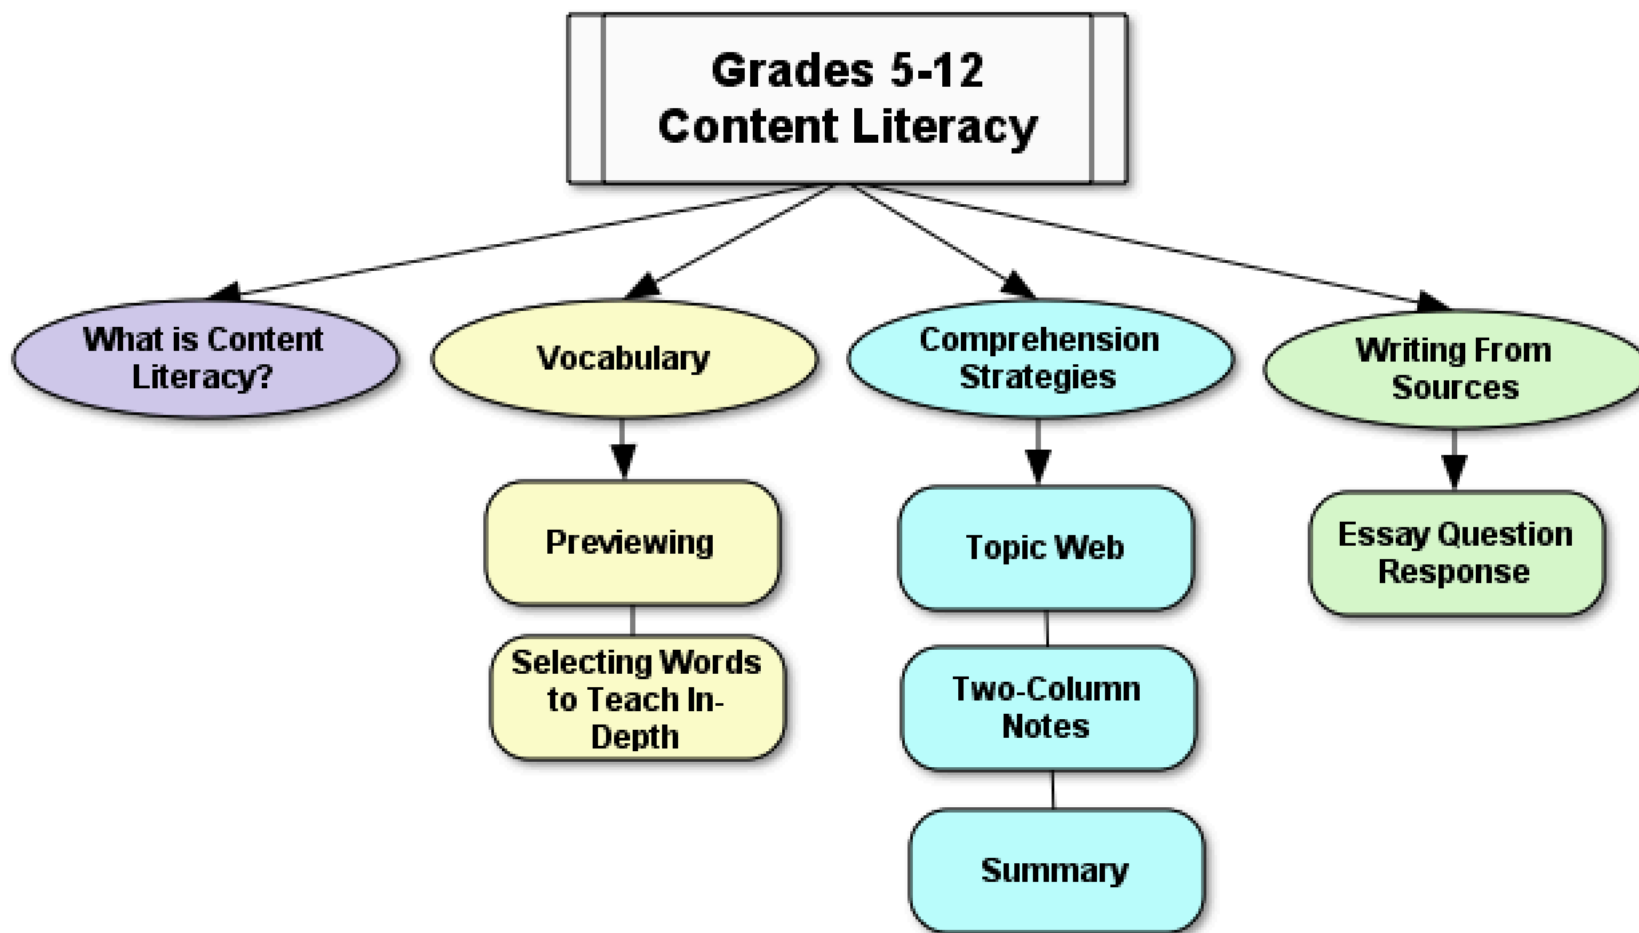 Grades 5-12
Content Literacy
What is Content
Literacy?
Vocabulary
Comprehension
Strategies
Writing From
Sources
Previewing
Selecting Words
to Teach In-
Depth
Topic Web
Two-Column
Notes
Summary
Essay Question
Response